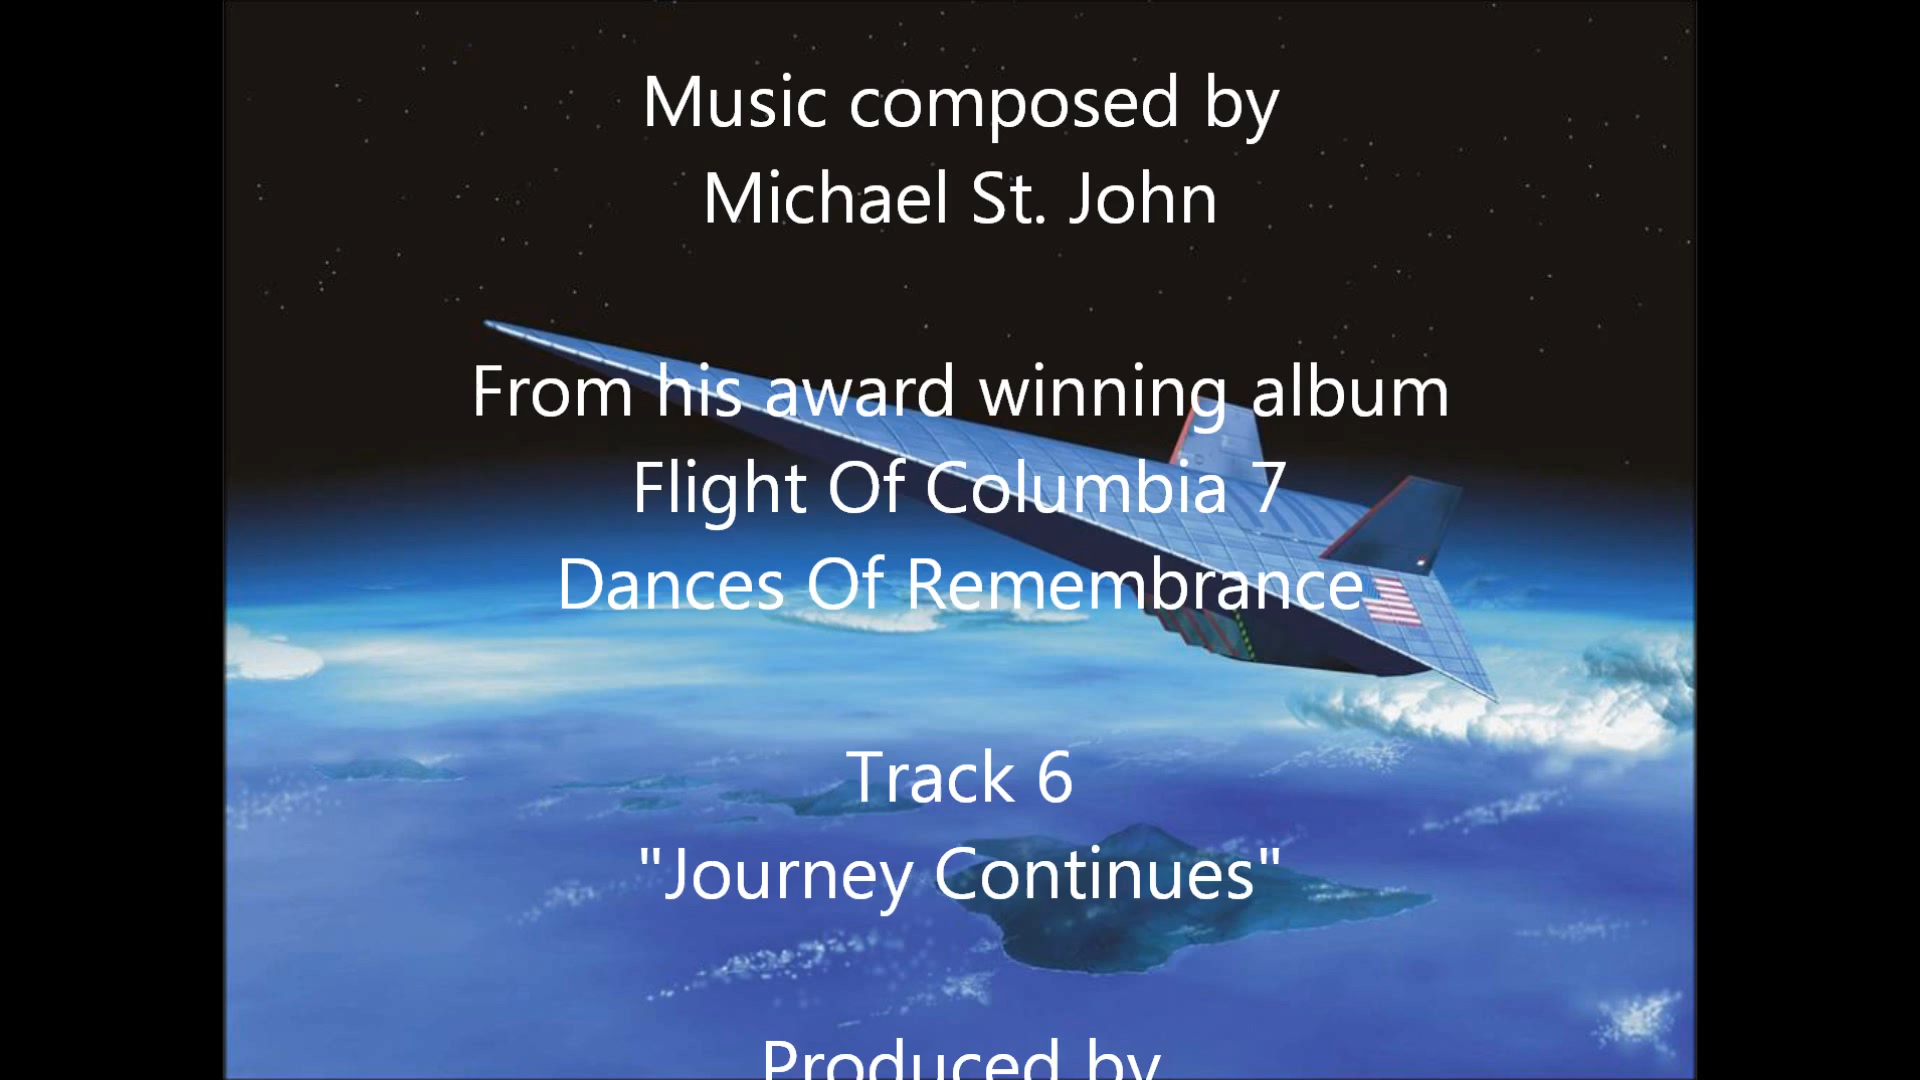 Music composed by
Michael St. John
From his award winning album
Flight Of Columbia 7
Dances Of Remembrance
Track 6
"Journey Continues"
Produced by